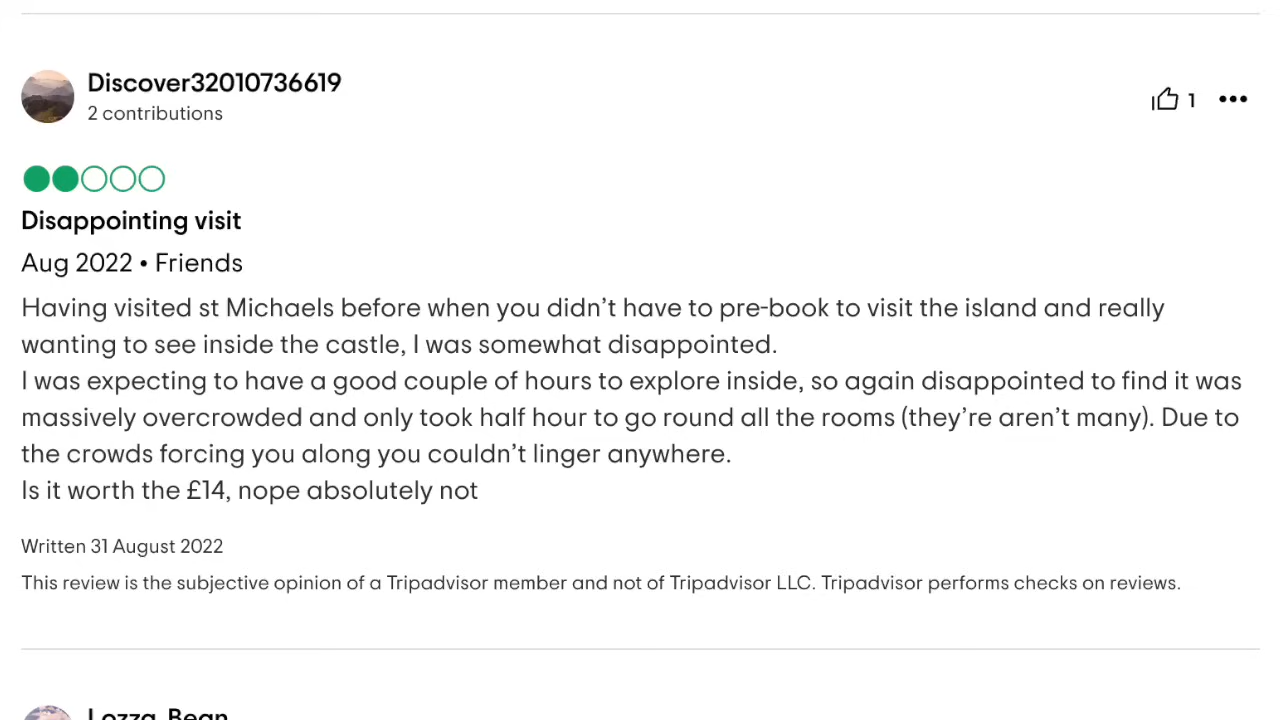 Discover32010736619
2 contributions
1
Disappointing visit
Aug 2022 • Friends
Having visited st Michaels before when you didn’t have to pre-book to visit the island and really
wanting to see inside the castle, I was somewhat disappointed.
I was expecting to have a good couple of hours to explore inside, so again disappointed to find it was
massively overcrowded and only took half hour to go round all the rooms (they’re aren’t many). Due to
the crowds forcing you along you couldn’t linger anywhere.
Is it worth the £14, nope absolutely not
Written 31 August 2022
This review is the subjective opinion of a Tripadvisor member and not of Tripadvisor LLC. Tripadvisor performs checks on reviews.
Lozza_Bean